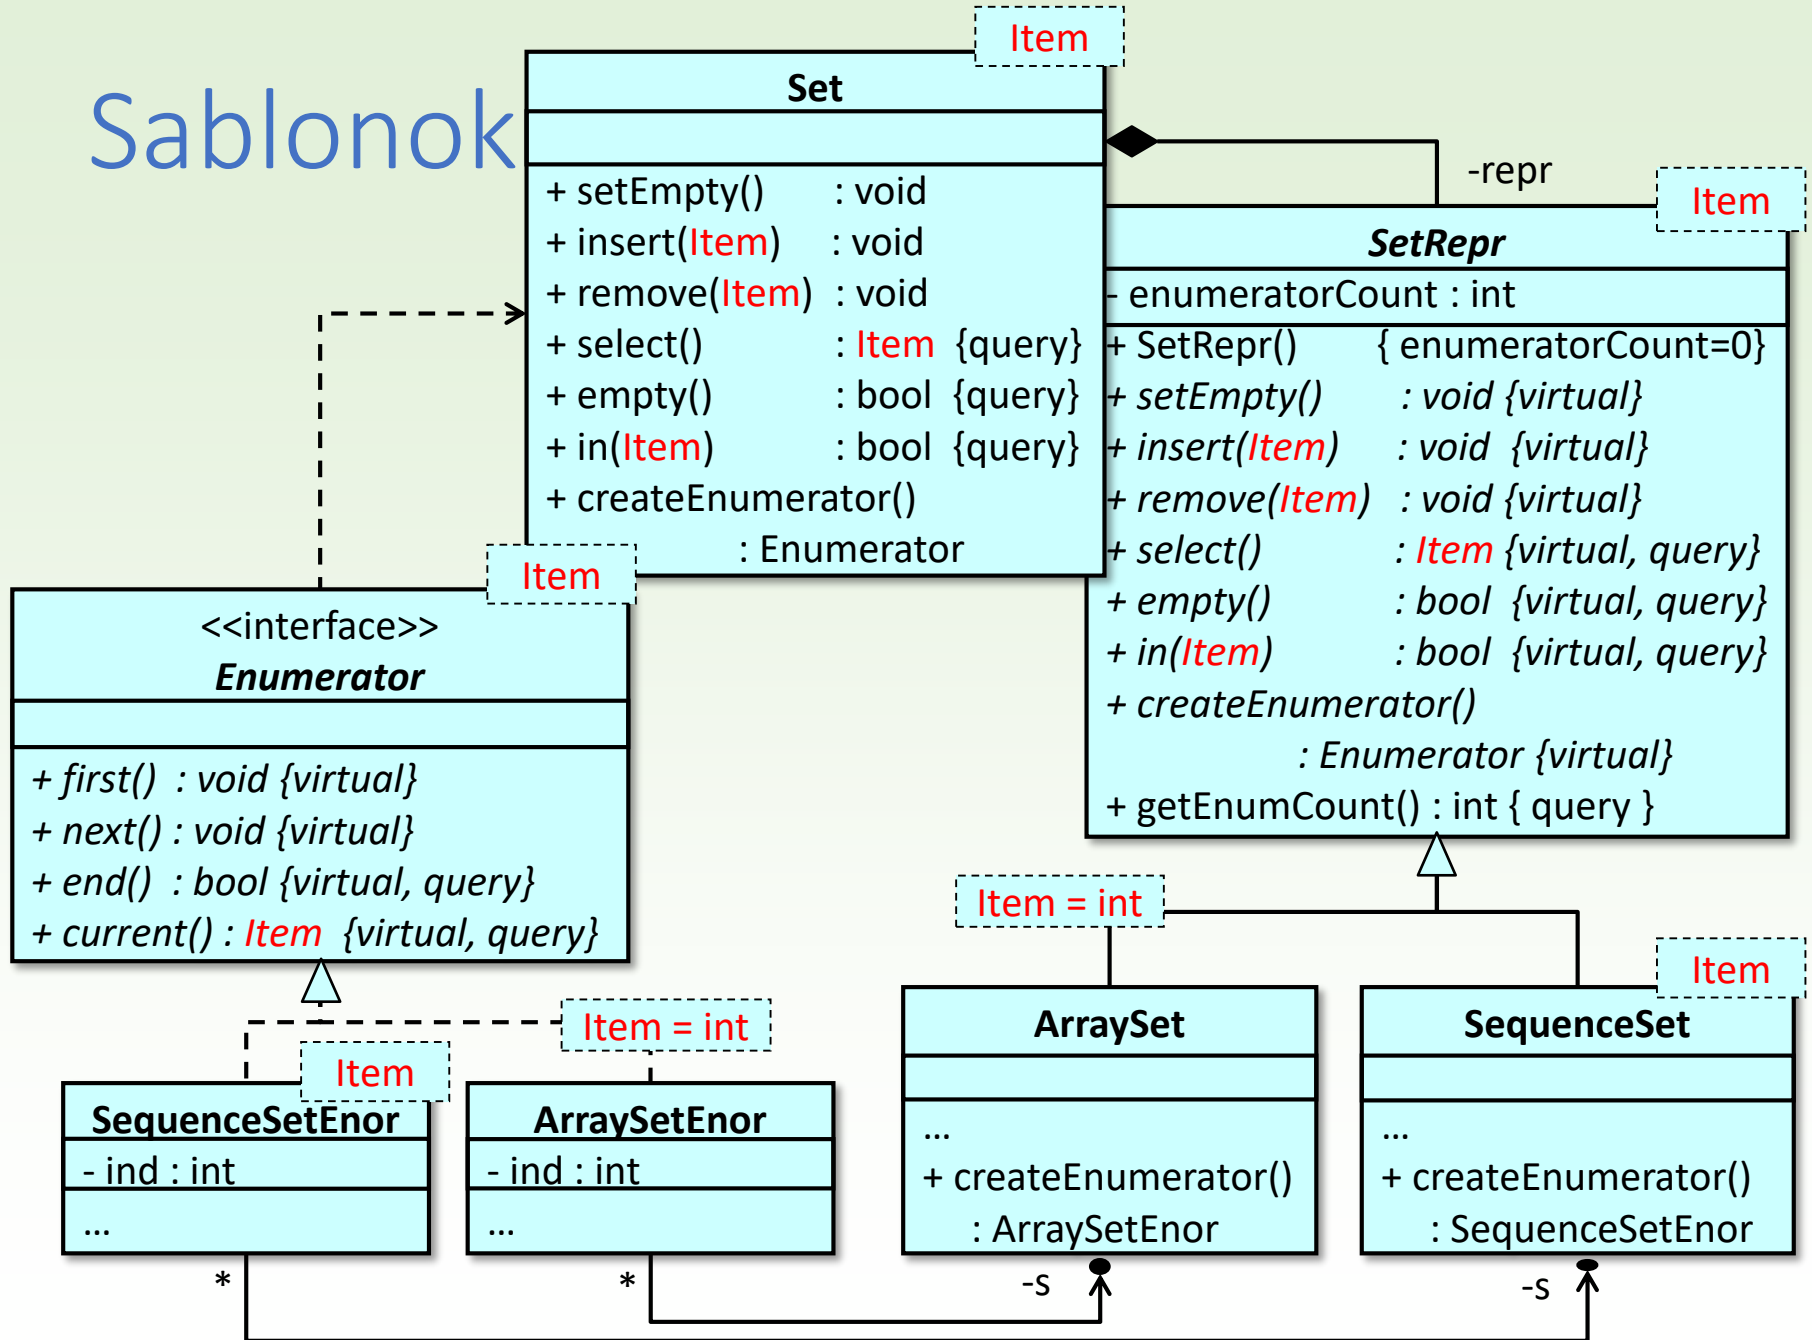 Sablonok
Item
Set
+ setEmpty() : void
+ insert(Item) : void
+ remove(Item) : void
+ select() : Item {query}
+ empty() : bool {query}
+ in(Item) : bool {query}
+ createEnumerator()
: Enumerator
-repr
Item
SetRepr
- enumeratorCount : int
+ SetRepr() { enumeratorCount=0}
+ setEmpty() : void {virtual}
+ insert(Item) : void {virtual}
+ remove(Item) : void {virtual}
+ select() : Item {virtual, query}
+ empty() : bool {virtual, query}
+ in(Item) : bool {virtual, query}
+ createEnumerator()
: Enumerator {virtual}
+ getEnumCount() : int { query }
Item
<<interface>>
Enumerator
+ first() : void {virtual}
+ next() : void {virtual}
+ end() : bool {virtual, query}
+ current() : Item {virtual, query}
Item
SequenceSetEnor
- ind : int
...
*
Item = int
ArraySetEnor
- ind : int
...
*
Item = int
ArraySet
...
+ createEnumerator()
: ArraySetEnor
-s
Item
SequenceSet
...
+ createEnumerator()
: SequenceSetEnor
-s